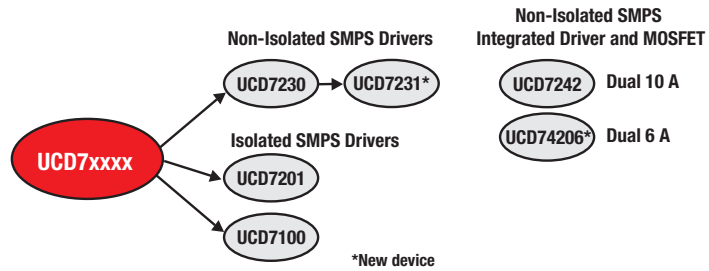 Non-Isolated SMPS Drivers
UCD7230
UCD7231*
Isolated SMPS Drivers
UCD7xxxx
UCD7201
UCD7100
*New device
Non-Isolated SMPS
Integrated Driver and MOSFET
UCD7242 Dual 10 A
UCD74206* Dual 6 A